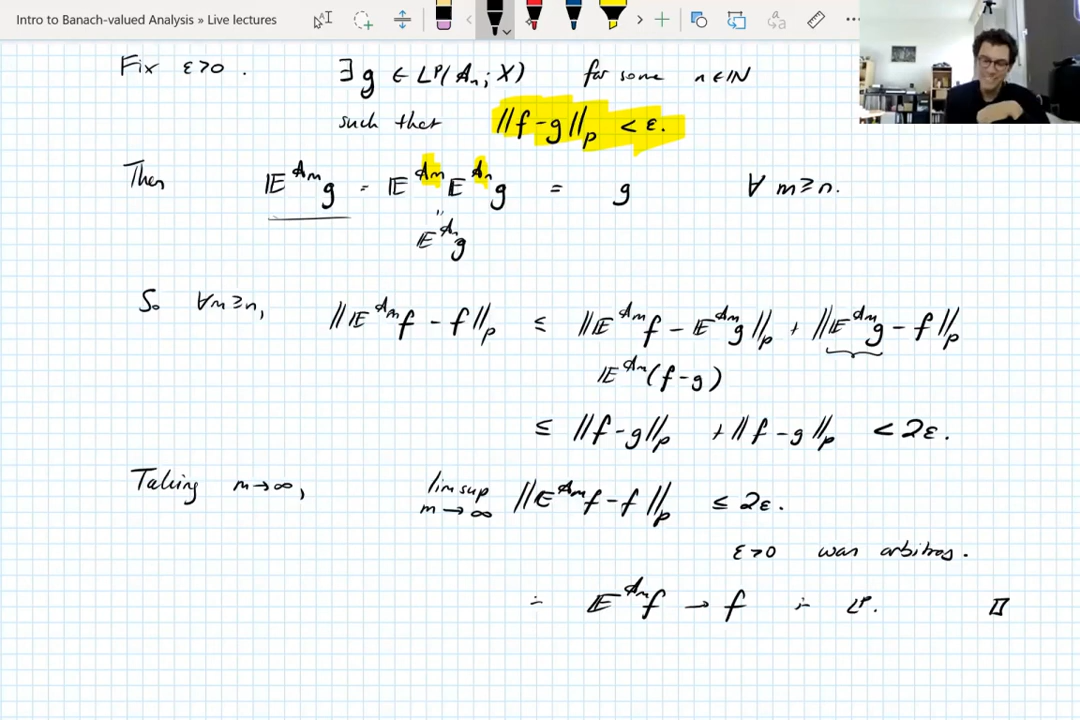 Intro to Banach-valued Analysis » Live lectures
Fix ε>0. ∃ g ∈ L^p(A_n; X) for some n∈ℕ
such that ‖f-g‖_p < ε.
Then 𝔼^{A_m} g = 𝔼^{A_m} 𝔼^{A_n} g = g ∀ m≥n.
𝔼^{A_n} g
So ∀m≥n, ‖𝔼^{A_m} f - f‖_p ≤ ‖𝔼^{A_m} f - 𝔼^{A_m} g‖_p + ‖𝔼^{A_m} g - f‖_p
𝔼^{A_m}(f-g)
≤ ‖f-g‖_p + ‖f-g‖_p < 2ε.
Taking m→∞, limsup_{m→∞} ‖𝔼^{A_m} f - f‖_p ≤ 2ε.
ε>0 was arbitrary.
∴ 𝔼^{A_m} f → f in L^p. □